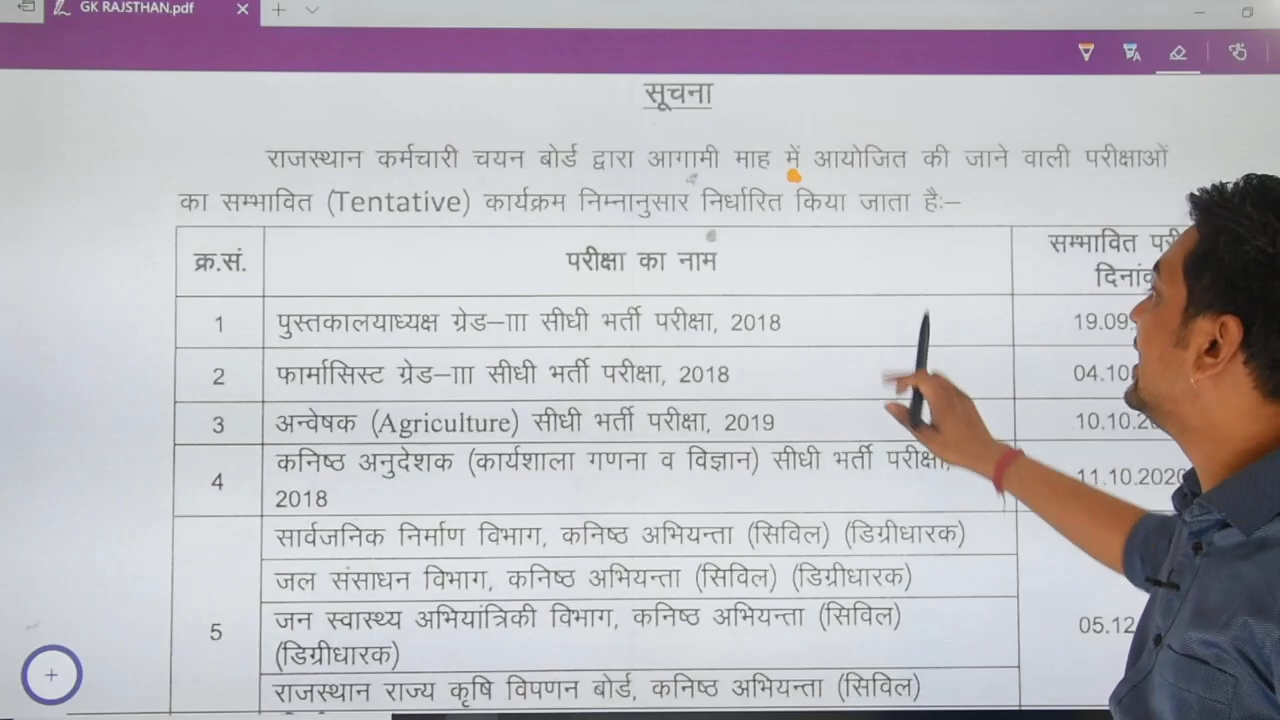 GK RAJSTHAN.pdf
सूचना
राजस्थान कर्मचारी चयन बोर्ड द्वारा आगामी माह में आयोजित की जाने वाली परीक्षाओं
का सम्भावित (Tentative) कार्यक्रम निम्नानुसार निर्धारित किया जाता हैः–
क्र.सं. परीक्षा का नाम सम्भावित
1 पुस्तकालयाध्यक्ष ग्रेड–III सीधी भर्ती परीक्षा, 2018 19.09.
2 फार्मासिस्ट ग्रेड–III सीधी भर्ती परीक्षा, 2018 04.10
3 अन्वेषक (Agriculture) सीधी भर्ती परीक्षा, 2019 10.10.20
4 कनिष्ठ अनुदेशक (कार्यशाला गणना व विज्ञान) सीधी भर्ती परीक्षा, 11.10.2020
2018
सार्वजनिक निर्माण विभाग, कनिष्ठ अभियन्ता (सिविल) (डिग्रीधारक)
जल संसाधन विभाग, कनिष्ठ अभियन्ता (सिविल) (डिग्रीधारक)
5 जन स्वास्थ्य अभियांत्रिकी विभाग, कनिष्ठ अभियन्ता (सिविल) 05.12
(डिग्रीधारक)
राजस्थान राज्य कृषि विपणन बोर्ड, कनिष्ठ अभियन्ता (सिविल)